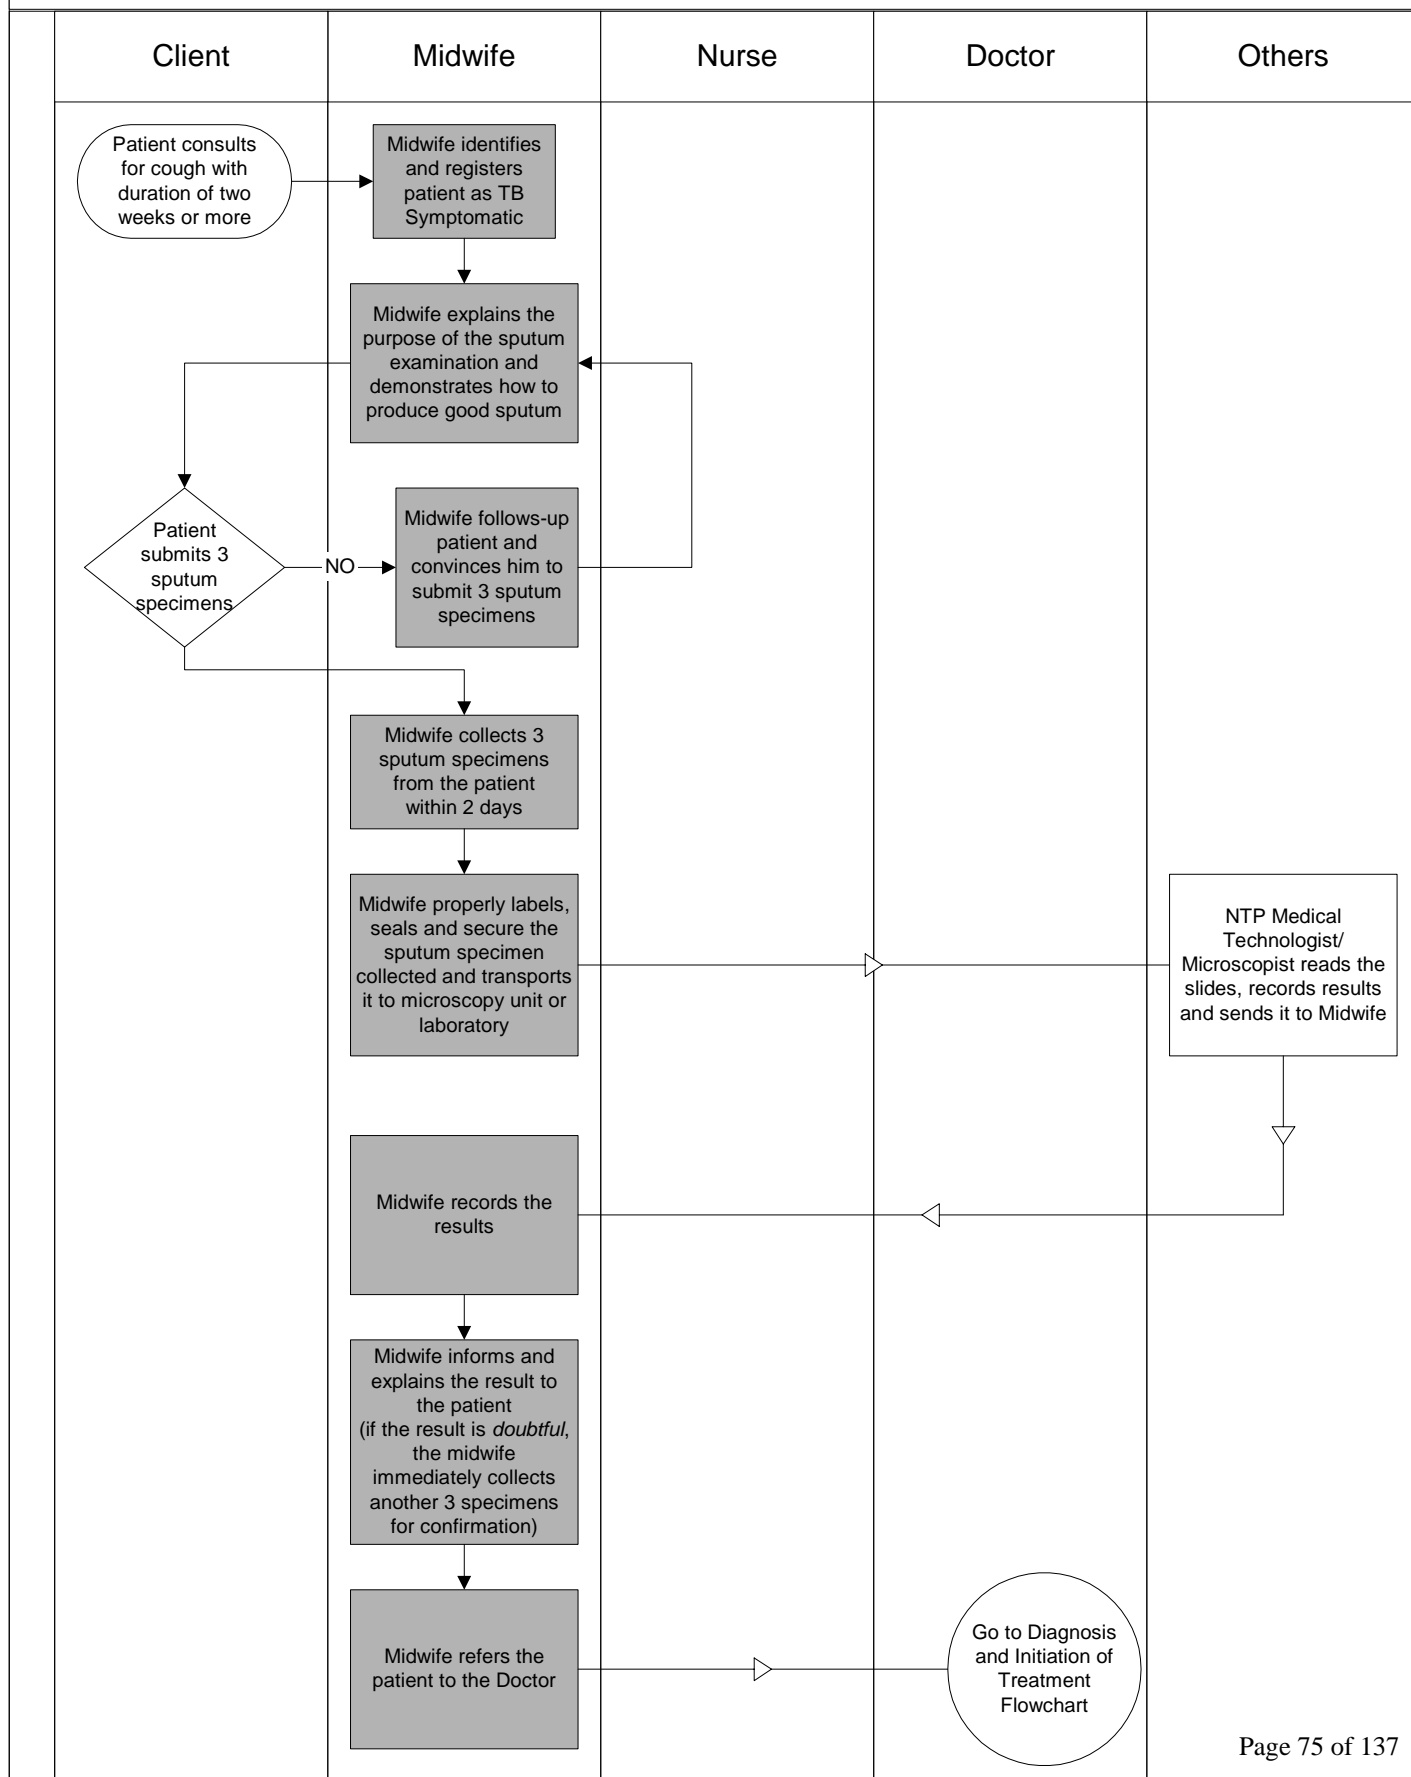 Client
Midwife
Nurse
Doctor
Others
Patient consults
for cough with
duration of two
weeks or more
Midwife identifies
and registers
patient as TB
Symptomatic
Midwife explains the
purpose of the sputum
examination and
demonstrates how to
produce good sputum
Patient
submits 3
sputum
specimens
NO
Midwife follows-up
patient and
convinces him to
submit 3 sputum
specimens
Midwife collects 3
sputum specimens
from the patient
within 2 days
Midwife properly labels,
seals and secure the
sputum specimen
collected and transports
it to microscopy unit or
laboratory
NTP Medical
Technologist/
Microscopist reads the
slides, records results
and sends it to Midwife
Midwife records the
results
Midwife informs and
explains the result to
the patient
(if the result is doubtful,
the midwife
immediately collects
another 3 specimens
for confirmation)
Midwife refers the
patient to the Doctor
Go to Diagnosis
and Initiation of
Treatment
Flowchart
Page 75 of 137